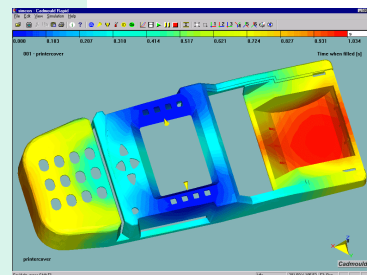 Cadmould Rapid
File Edit View Simulation Help
0.000 0.103 0.207 0.310 0.414 0.517 0.621 0.724 0.827 0.931 1.034
001 - printercover
Time when filled [s]
printercover
Cadmould